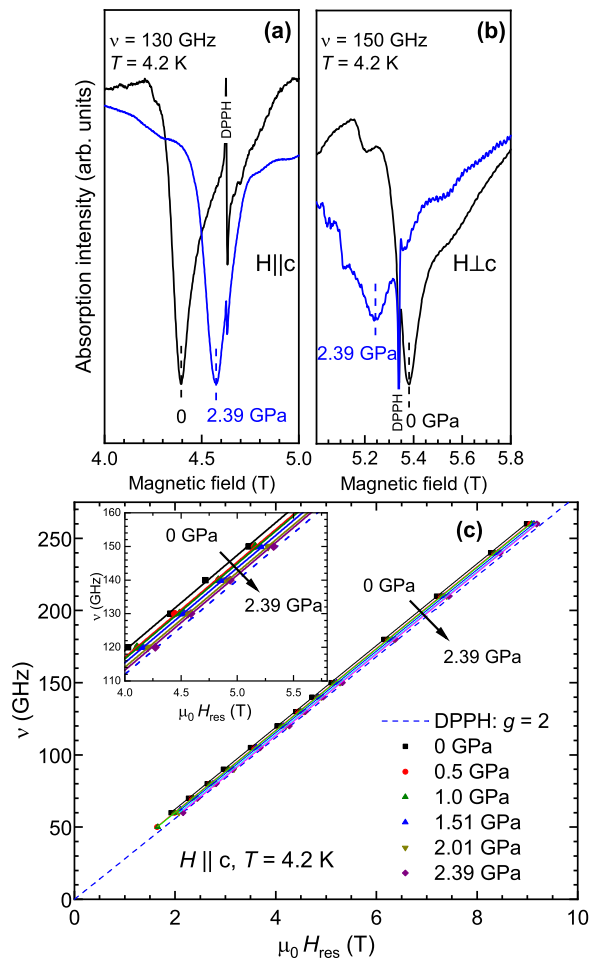 (a)
ν = 130 GHz
T = 4.2 K
DPPH
H||c
0
2.39 GPa
4.0 4.5 5.0
Magnetic field (T)
Absorption intensity (arb. units)
(b)
ν = 150 GHz
T = 4.2 K
H⊥c
2.39 GPa
DPPH
0 GPa
5.2 5.4 5.6 5.8
Magnetic field (T)
(c)
250
200
150
100
50
0
ν (GHz)
160
150
140
130
120
110
ν (GHz)
0 GPa
2.39 GPa
4.0 4.5 5.0 5.5
μ0 Hres (T)
0 GPa
2.39 GPa
DPPH: g = 2
0 GPa
0.5 GPa
1.0 GPa
1.51 GPa
2.01 GPa
2.39 GPa
H || c, T = 4.2 K
0 2 4 6 8 10
μ0 Hres (T)